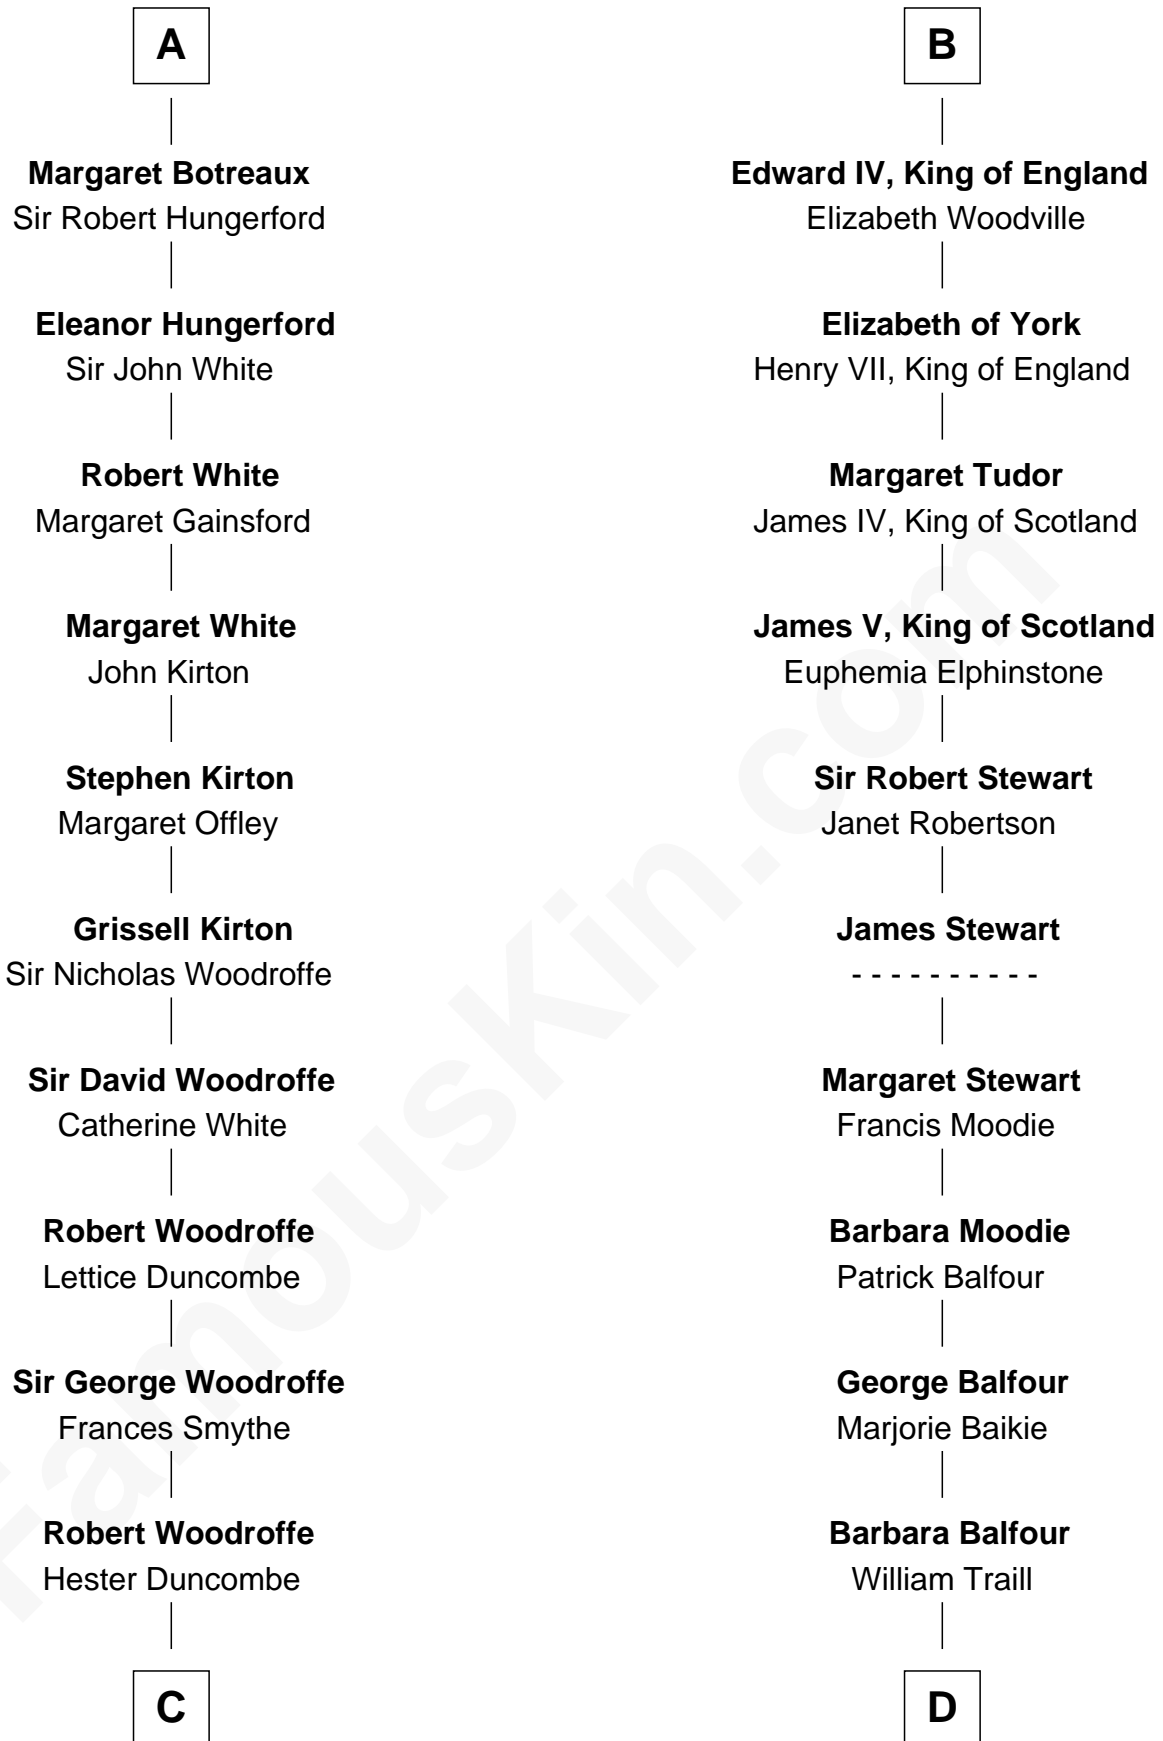 A
Margaret Botreaux
Sir Robert Hungerford
Eleanor Hungerford
Sir John White
Robert White
Margaret Gainsford
Margaret White
John Kirton
Stephen Kirton
Margaret Offley
Grissell Kirton
Sir Nicholas Woodroffe
Sir David Woodroffe
Catherine White
Robert Woodroffe
Lettice Duncombe
Sir George Woodroffe
Frances Smythe
Robert Woodroffe
Hester Duncombe
C
B
Edward IV, King of England
Elizabeth Woodville
Elizabeth of York
Henry VII, King of England
Margaret Tudor
James IV, King of Scotland
James V, King of Scotland
Euphemia Elphinstone
Sir Robert Stewart
Janet Robertson
James Stewart
- - - - - - - - - -
Margaret Stewart
Francis Moodie
Barbara Moodie
Patrick Balfour
George Balfour
Marjorie Baikie
Barbara Balfour
William Traill
D
FamousKin.com